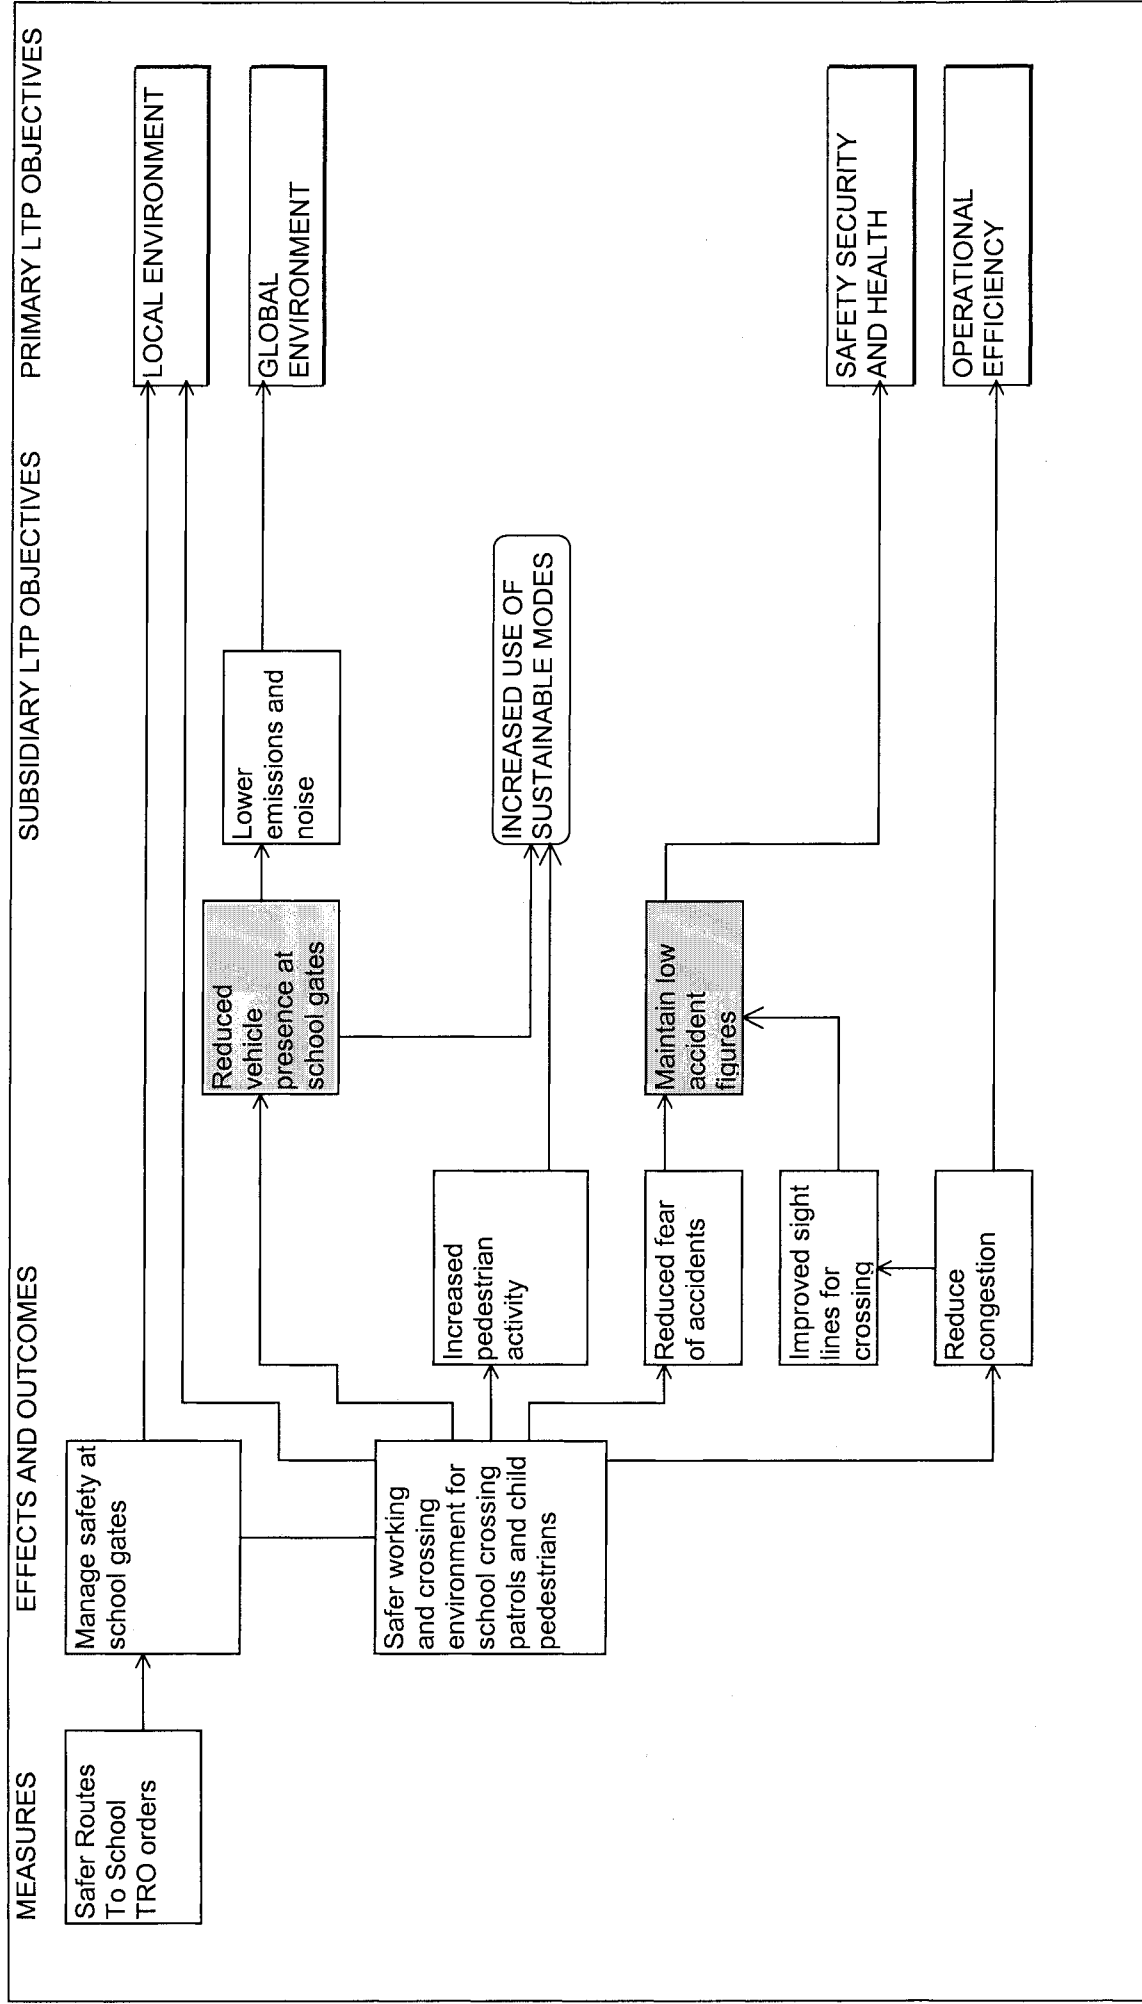 MEASURES
EFFECTS AND OUTCOMES
SUBSIDIARY LTP OBJECTIVES
PRIMARY LTP OBJECTIVES
Safer Routes
To School
TRO orders
Manage safety at
school gates
Safer working
and crossing
environment for
school crossing
patrols and child
pedestrians
Increased
pedestrian
activity
Reduced fear
of accidents
Improved sight
lines for
crossing
Reduce
congestion
Reduced
vehicle
presence at
school gates
Maintain low
accident
figures
Lower
emissions and
noise
INCREASED USE OF
SUSTAINABLE MODES
LOCAL ENVIRONMENT
GLOBAL
ENVIRONMENT
SAFETY SECURITY
AND HEALTH
OPERATIONAL
EFFICIENCY